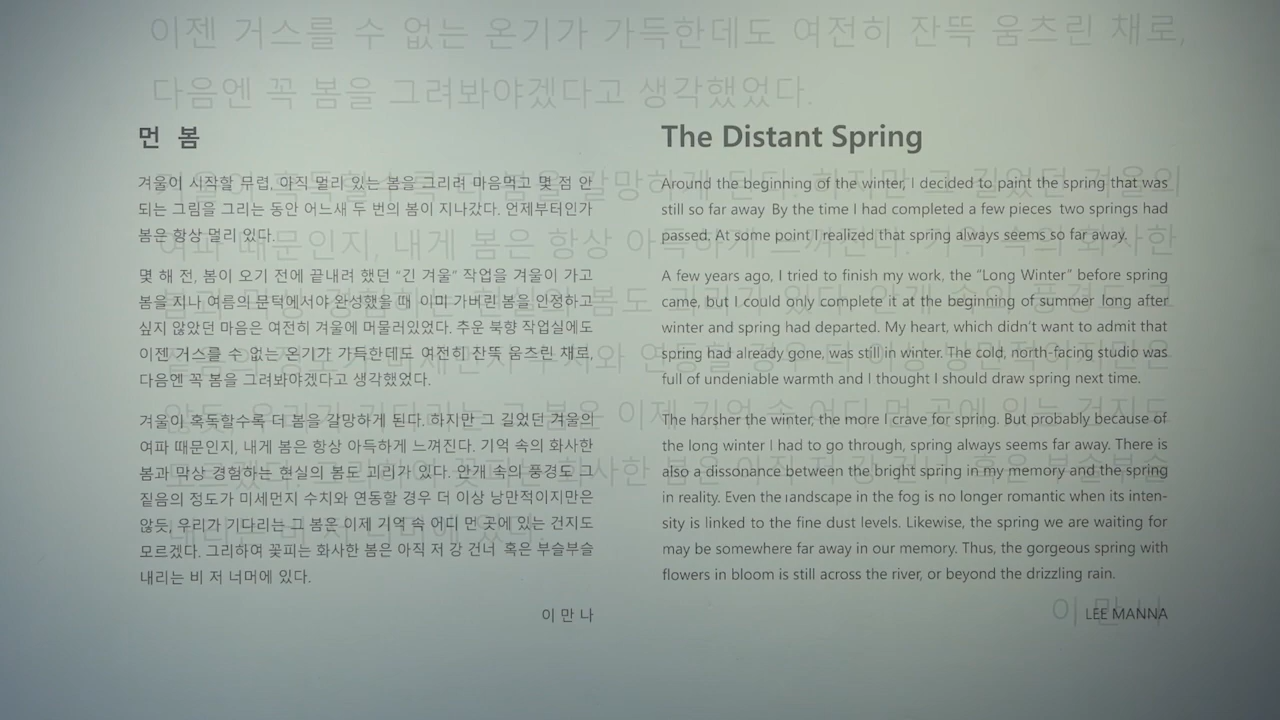 이젠 거스를 수 없는 온기가 가득한데도 여전히 잔뜩 움츠린 채로,
다음엔 꼭 봄을 그려봐야겠다고 생각했었다.
먼 봄
겨울이 시작할 무렵, 아직 멀리 있는 봄을 그리려 마음먹고 몇 점 안
되는 그림을 그리는 동안 어느새 두 번의 봄이 지나갔다. 언제부터인가
봄은 항상 멀리 있다.
몇 해 전, 봄이 오기 전에 끝내려 했던 “긴 겨울” 작업을 겨울이 가고
봄을 지나 여름의 문턱에서야 완성했을 때 이미 가버린 봄을 인정하고
싶지 않았던 마음은 여전히 겨울에 머물러있었다. 추운 북향 작업실에도
이젠 거스를 수 없는 온기가 가득한데도 여전히 잔뜩 움츠린 채로,
다음엔 꼭 봄을 그려봐야겠다고 생각했었다.
겨울이 혹독할수록 더 봄을 갈망하게 된다. 하지만 그 길었던 겨울의
여파 때문인지, 내게 봄은 항상 아득하게 느껴진다. 기억 속의 화사한
봄과 막상 경험하는 현실의 봄도 괴리가 있다. 안개 속의 풍경도 그
짙음의 정도가 미세먼지 수치와 연동할 경우 더 이상 낭만적이지만은
않듯, 우리가 기다리는 그 봄은 이제 기억 속 어디 먼 곳에 있는 건지도
모르겠다. 그리하여 꽃피는 화사한 봄은 아직 저 강 건너 혹은 부슬부슬
내리는 비 저 너머에 있다.
이 만 나
The Distant Spring
Around the beginning of the winter, I decided to paint the spring that was
still so far away By the time I had completed a few pieces two springs had
passed. At some point I realized that spring always seems so far away.
A few years ago, I tried to finish my work, the “Long Winter” before spring
came, but I could only complete it at the beginning of summer long after
winter and spring had departed. My heart, which didn’t want to admit that
spring had already gone, was still in winter. The cold, north-facing studio was
full of undeniable warmth and I thought I should draw spring next time.
The harsher the winter, the more I crave for spring. But probably because of
the long winter I had to go through, spring always seems far away. There is
also a dissonance between the bright spring in my memory and the spring
in reality. Even the landscape in the fog is no longer romantic when its inten-
sity is linked to the fine dust levels. Likewise, the spring we are waiting for
may be somewhere far away in our memory. Thus, the gorgeous spring with
flowers in bloom is still across the river, or beyond the drizzling rain.
LEE MANNA
이 만 나